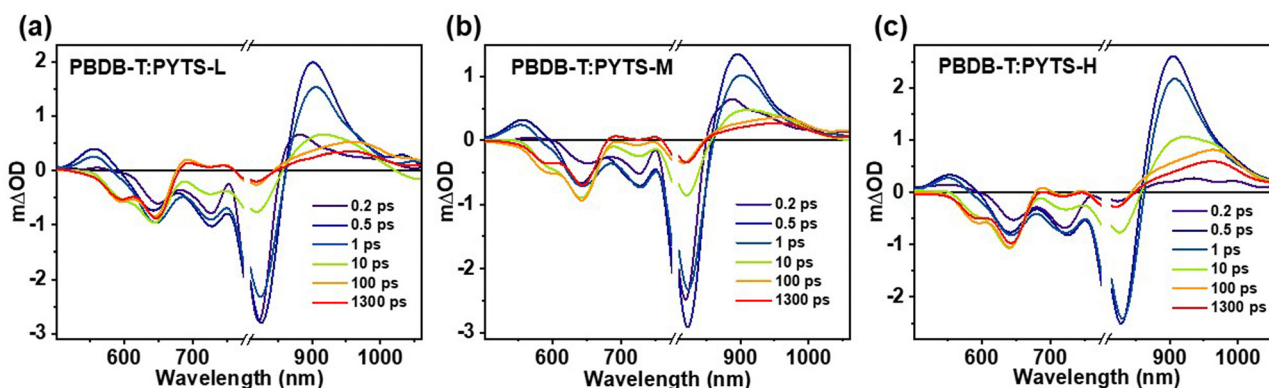 (a)
PBDB-T:PYTS-L
mΔOD
2
1
0
-1
-2
-3
0.2 ps
0.5 ps
1 ps
10 ps
100 ps
1300 ps
600 700 900 1000
Wavelength (nm)
(b)
PBDB-T:PYTS-M
mΔOD
1
0
-1
-2
-3
0.2 ps
0.5 ps
1 ps
10 ps
100 ps
1300 ps
600 700 900 1000
Wavelength (nm)
(c)
PBDB-T:PYTS-H
mΔOD
2
1
0
-1
-2
0.2 ps
0.5 ps
1 ps
10 ps
100 ps
1300 ps
600 700 900 1000
Wavelength (nm)